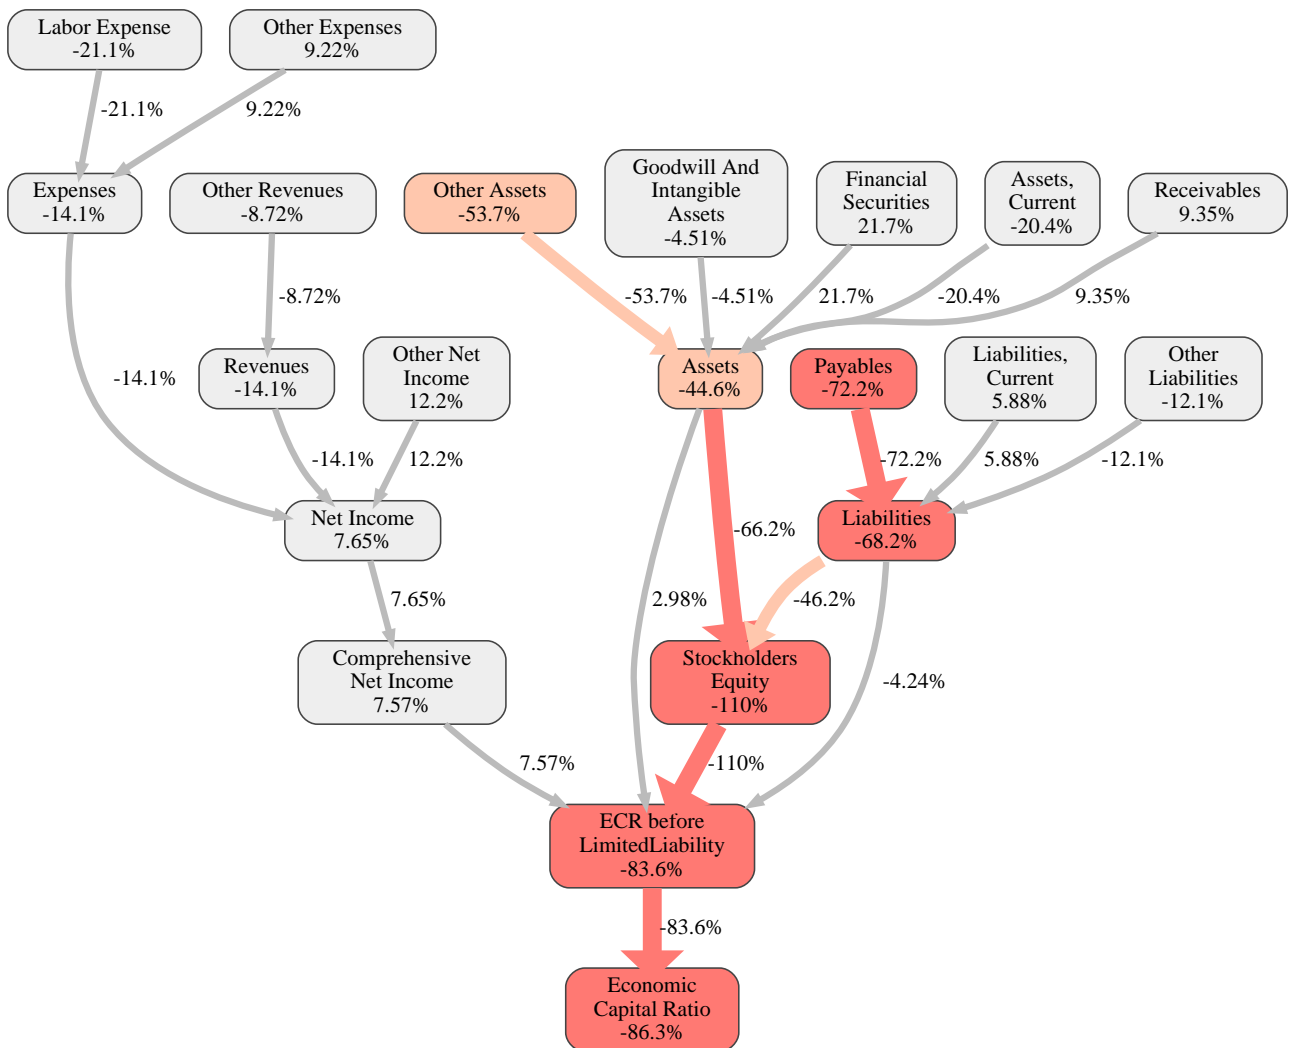 Labor Expense
-21.1%
Other Expenses
9.22%
-21.1%
9.22%
Expenses
-14.1%
Other Revenues
-8.72%
Other Assets
-53.7%
Goodwill And
Intangible
Assets
-4.51%
Financial
Securities
21.7%
Assets,
Current
-20.4%
Receivables
9.35%
-8.72%
-53.7%
-4.51%
21.7%
-20.4%
9.35%
-14.1%
Revenues
-14.1%
Other Net
Income
12.2%
Assets
-44.6%
Payables
-72.2%
Liabilities,
Current
5.88%
Other
Liabilities
-12.1%
-14.1%
12.2%
-72.2%
5.88%
-12.1%
Net Income
7.65%
-66.2%
Liabilities
-68.2%
7.65%
2.98%
-46.2%
Comprehensive
Net Income
7.57%
Stockholders
Equity
-110%
-4.24%
7.57%
-110%
ECR before
LimitedLiability
-83.6%
-83.6%
Economic
Capital Ratio
-86.3%